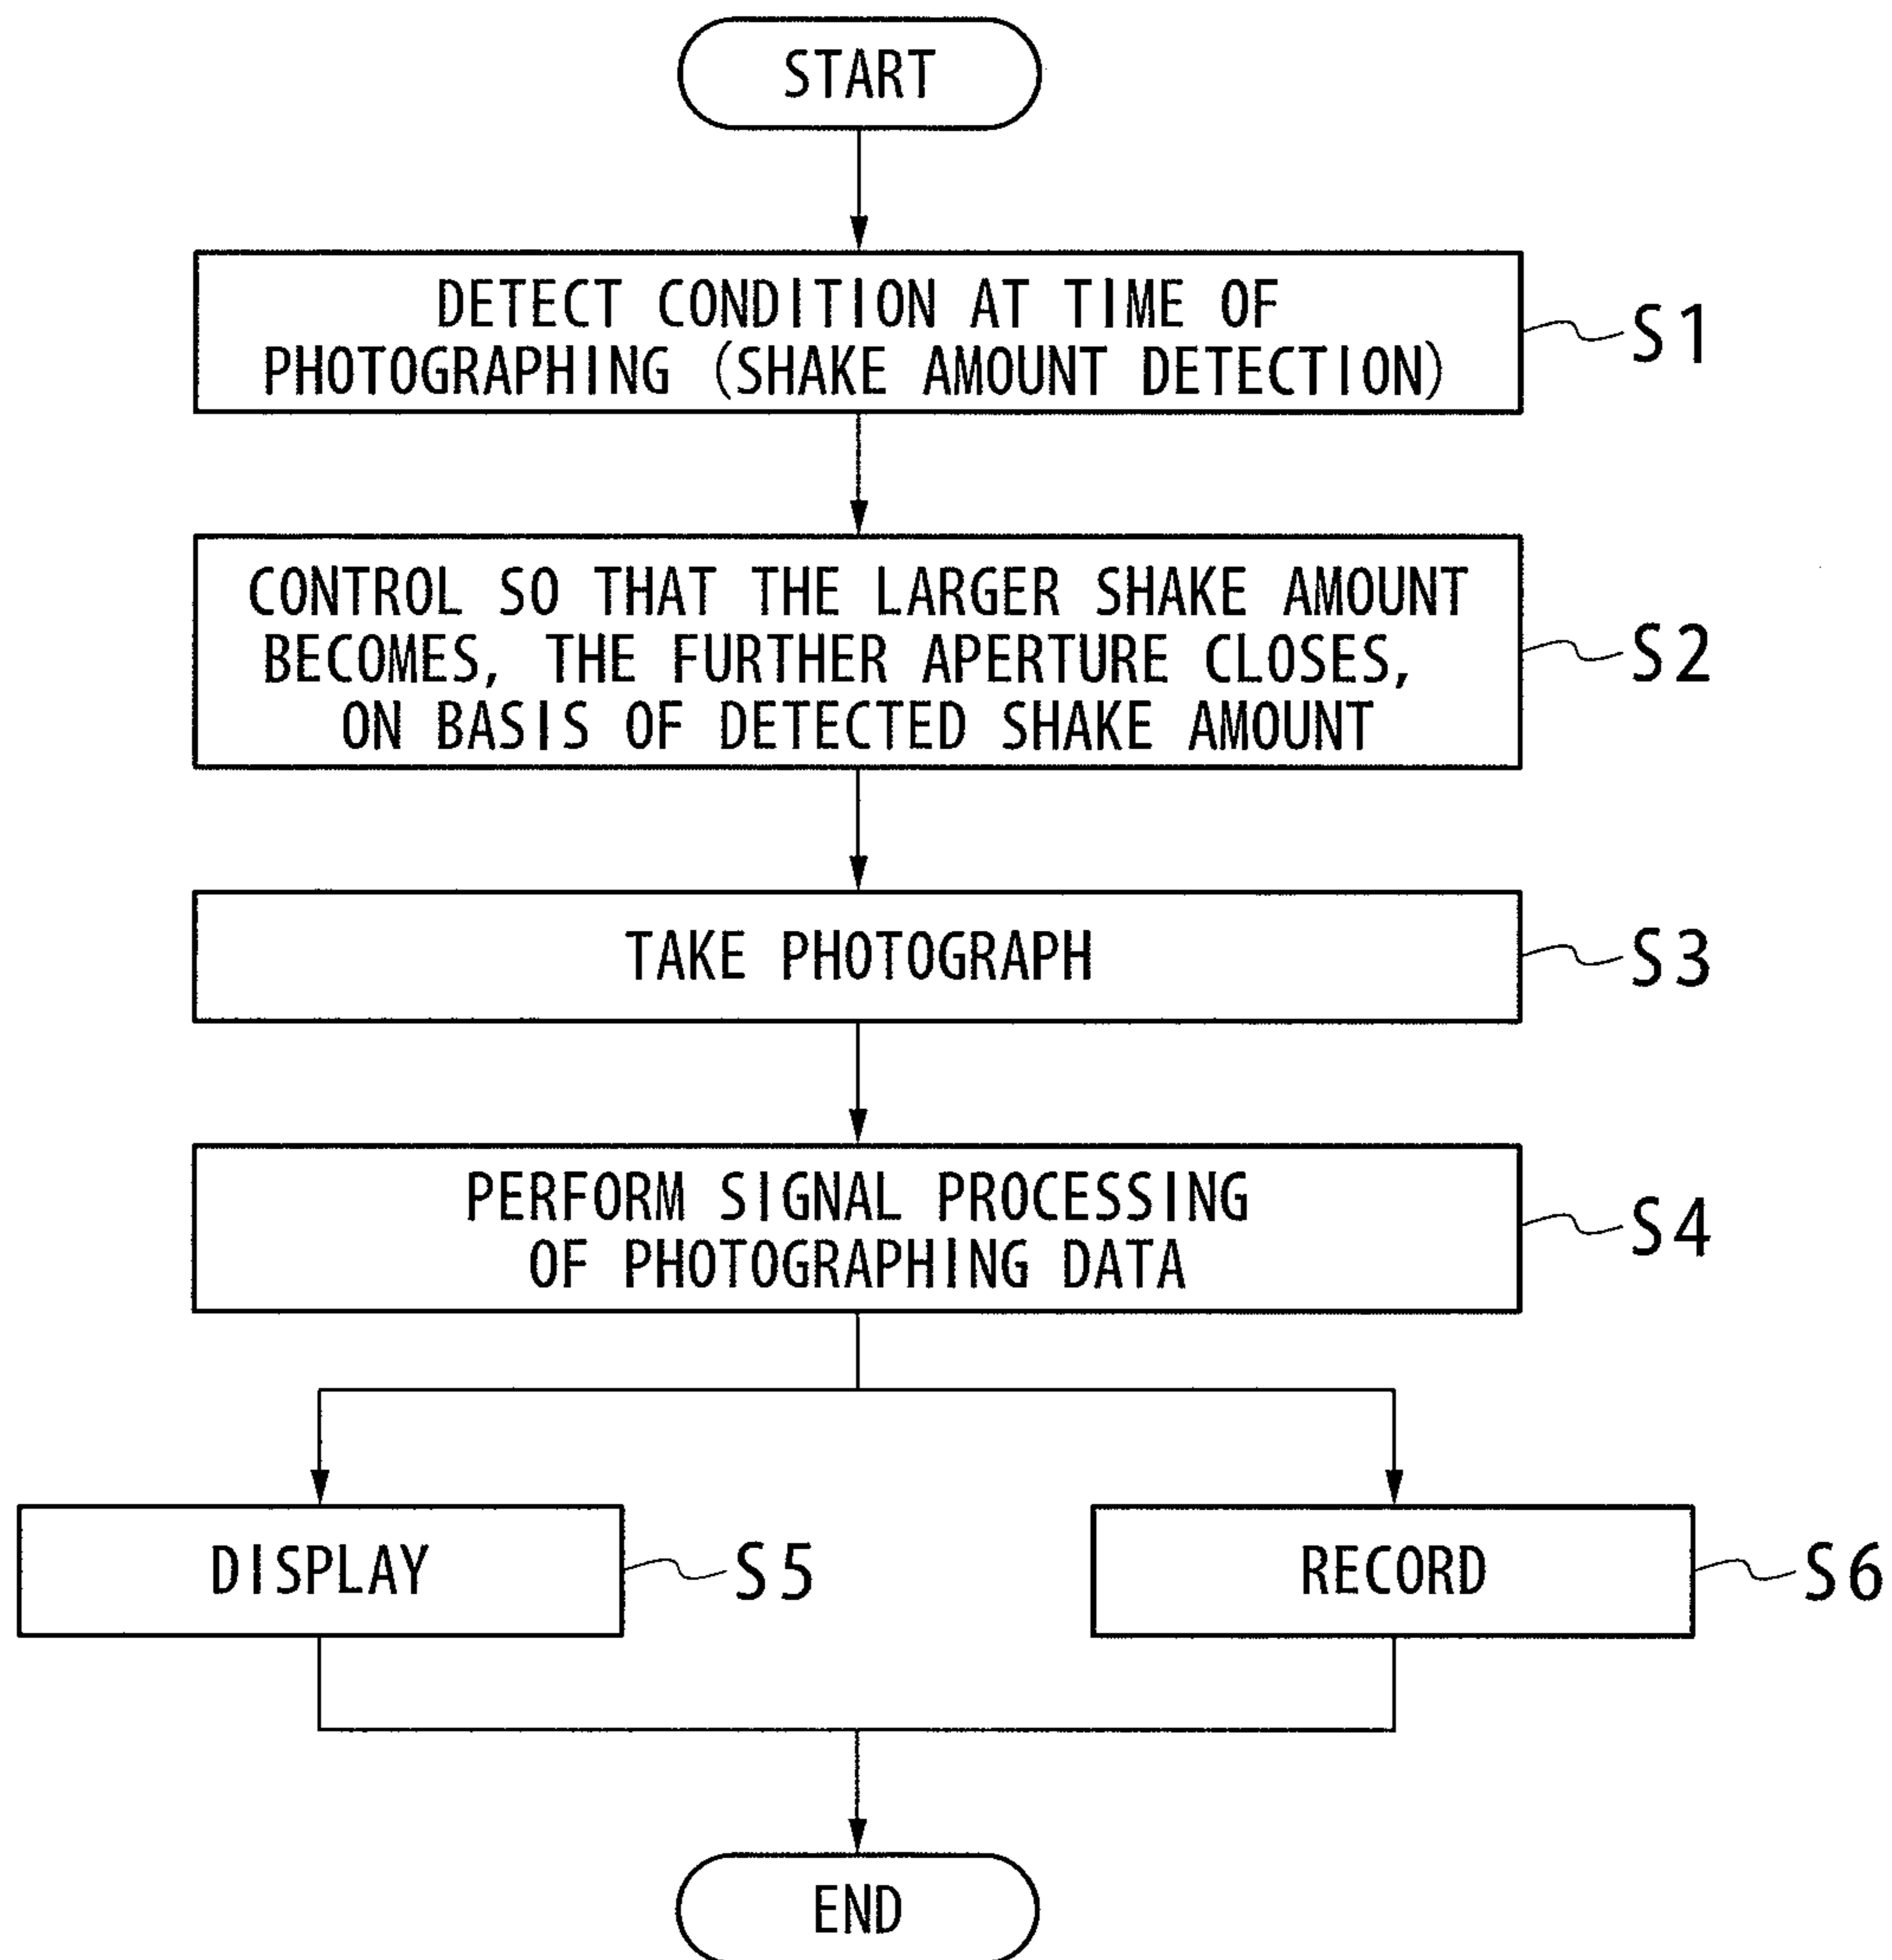 START
DETECT CONDITION AT TIME OF
PHOTOGRAPHING (SHAKE AMOUNT DETECTION)
S1
CONTROL SO THAT THE LARGER SHAKE AMOUNT
BECOMES, THE FURTHER APERTURE CLOSES,
ON BASIS OF DETECTED SHAKE AMOUNT
S2
TAKE PHOTOGRAPH
S3
PERFORM SIGNAL PROCESSING
OF PHOTOGRAPHING DATA
S4
DISPLAY
S5
RECORD
S6
END